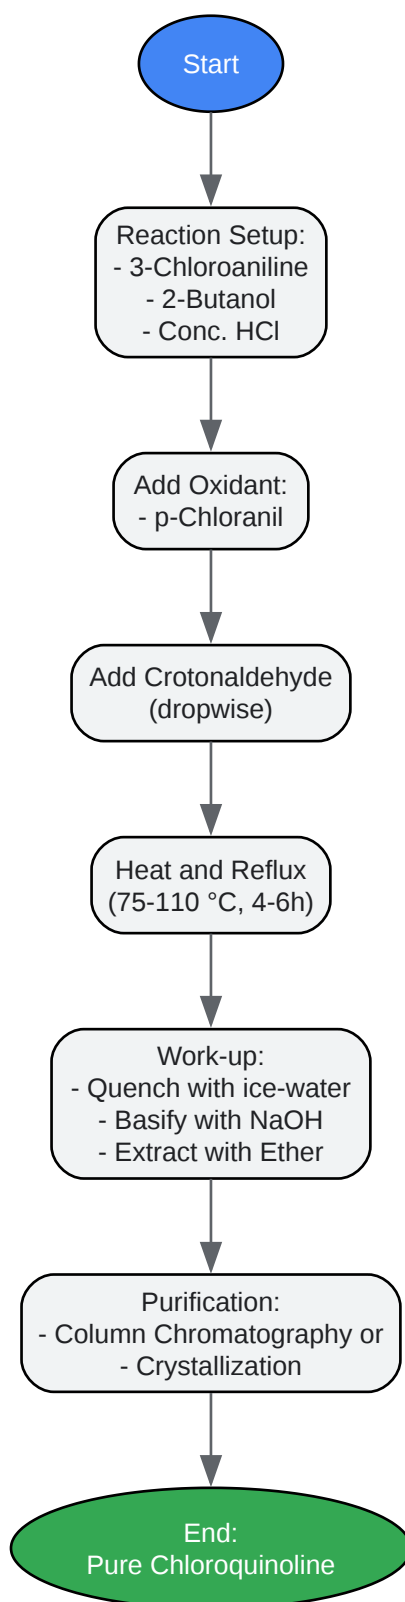 Start
Reaction Setup:
- 3-Chloroaniline
- 2-Butanol
- Conc. HCl
Add Oxidant:
- p-Chloranil
Add Crotonaldehyde
(dropwise)
Heat and Reflux
(75-110 °C, 4-6h)
Work-up:
- Quench with ice-water
- Basify with NaOH
- Extract with Ether
Purification:
- Column Chromatography or
- Crystallization
End:
Pure Chloroquinoline